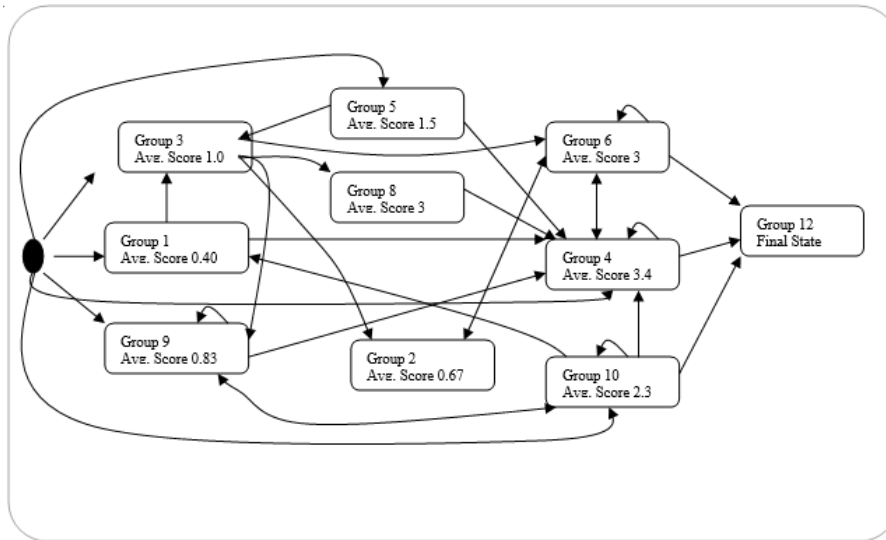 Group 5
Ave. Score 1.5
Group 3
Ave. Score 1.0
Group 6
Ave. Score 3
Group 8
Ave. Score 3
Group 12
Final State
Group 1
Ave. Score 0.40
Group 4
Ave. Score 3.4
Group 9
Ave. Score 0.83
Group 2
Ave. Score 0.67
Group 10
Ave. Score 2.3